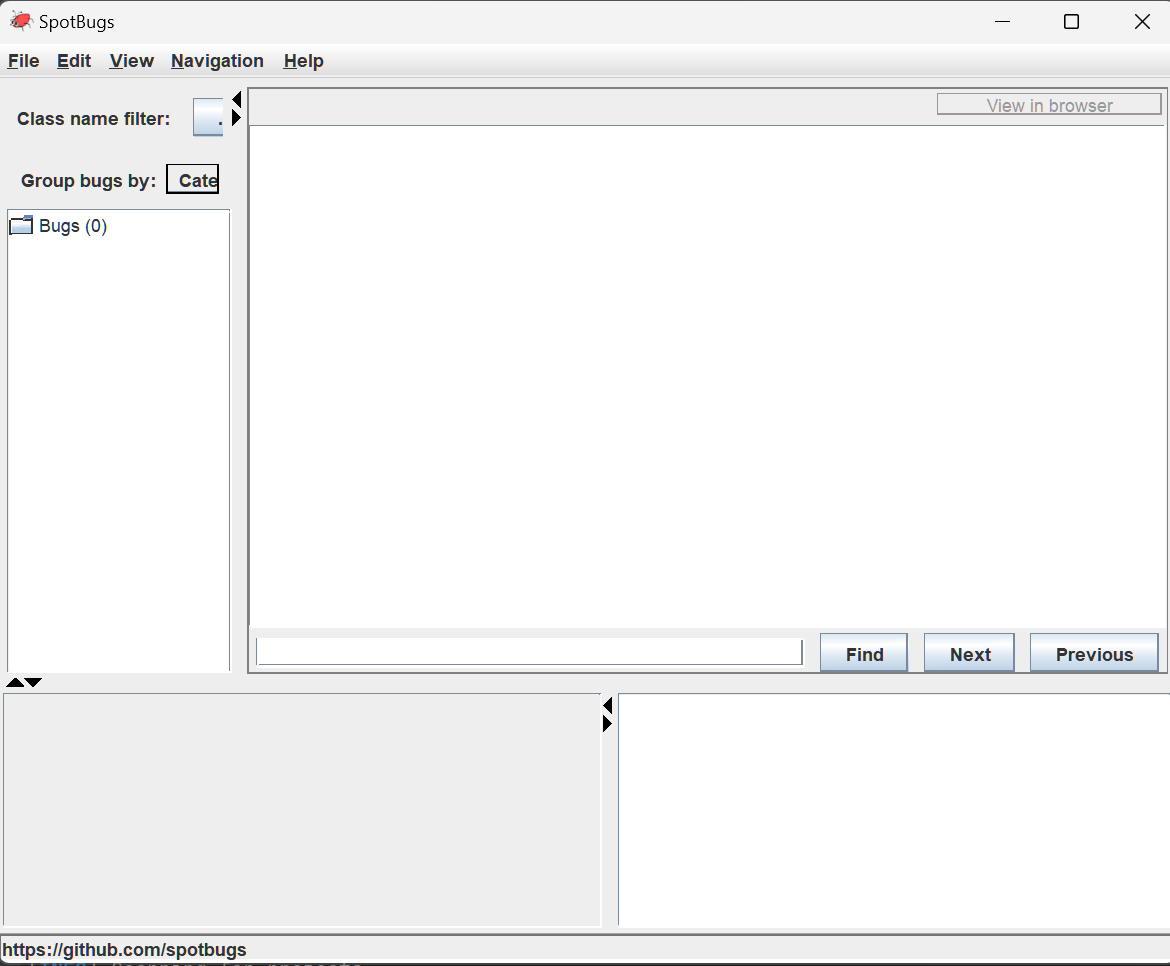 SpotBugs
File Edit View Navigation Help
Class name filter: .
View in browser
Group bugs by: Cate
Bugs (0)
Find Next Previous
https://github.com/spotbugs